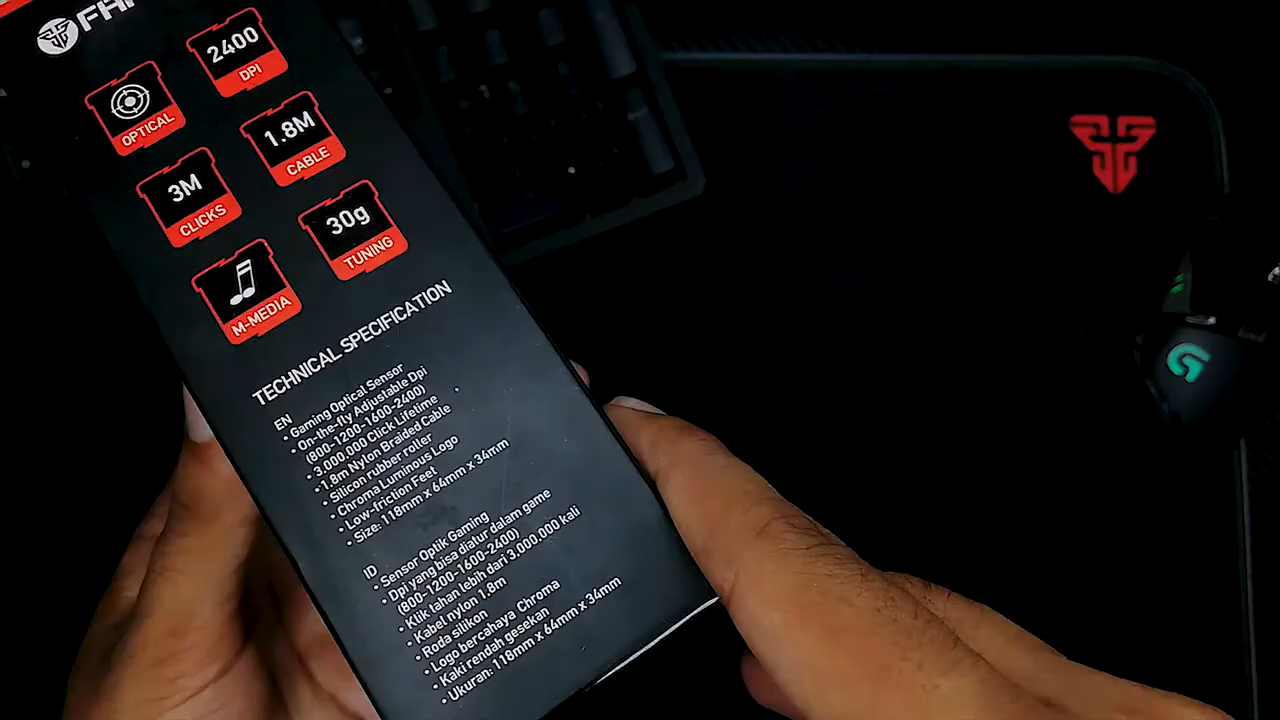 2400
DPI
OPTICAL
1.8M
CABLE
3M
CLICKS
30g
TUNING
M-MEDIA
TECHNICAL SPECIFICATION
EN
• Gaming Optical Sensor
• On-the-fly Adjustable Dpi
(800-1200-1600-2400)
• 3.000.000 Click Lifetime
• 1.8m Nylon Braided Cable
• Silicon rubber roller
• Chroma Luminous Logo
• Low-friction Feet
• Size: 118mm x 64mm x 34mm
ID
• Sensor Optik Gaming
• Dpi yang bisa diatur dalam game
(800-1200-1600-2400)
• Klik tahan lebih dari 3.000.000 kali
• Kabel nylon 1.8m
• Roda silikon
• Logo bercahaya Chroma
• Kaki rendah gesekan
• Ukuran: 118mm x 64mm x 34mm